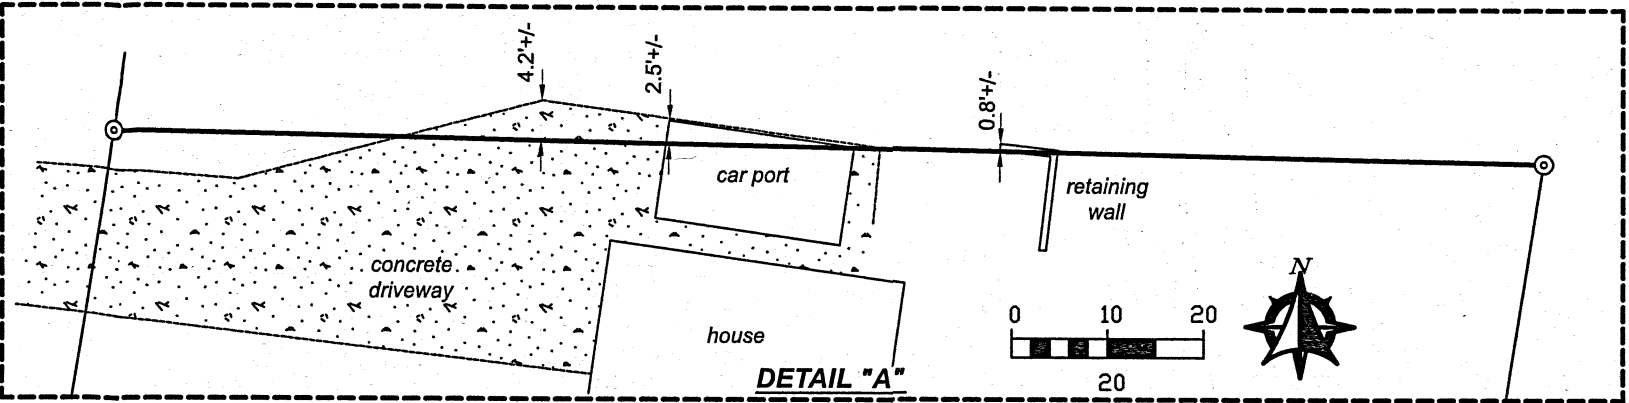 4.2'+/-
2.5'+/-
0.8'+/-
car port
retaining
wall
concrete
driveway
house
N
0 10 20
20
DETAIL "A"